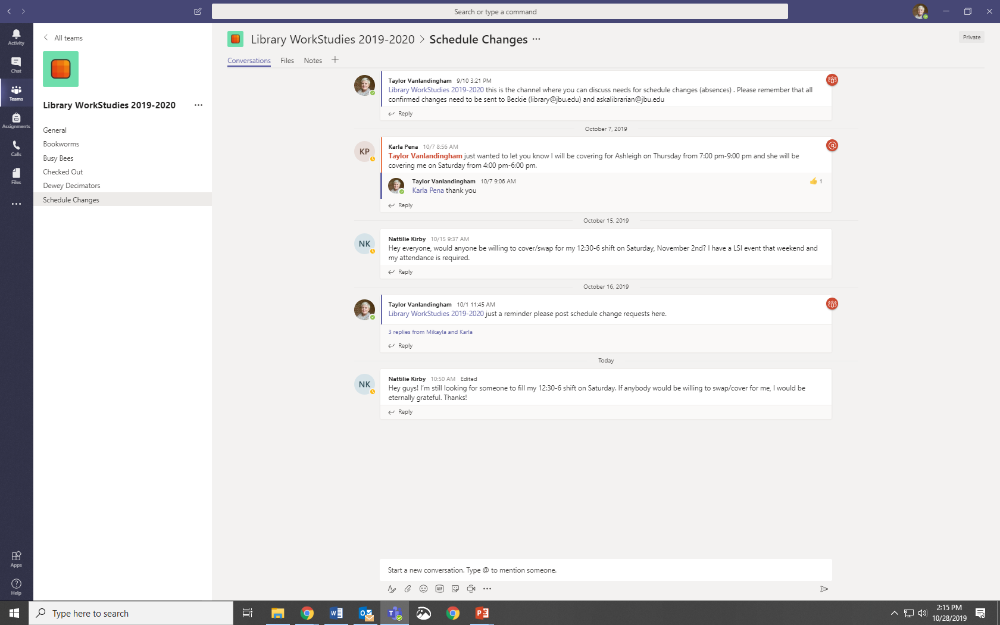 Search or type a command
Activity
Chat
Teams
Assignments
Calls
Files
Apps
Help
All teams
Library WorkStudies 2019-2020 ···
General
Bookworms
Busy Bees
Checked Out
Dewey Decimators
Schedule Changes
Library WorkStudies 2019-2020 > Schedule Changes ···
Private
Conversations Files Notes +
Taylor Vanlandingham 9/10 3:21 PM
Library WorkStudies 2019-2020 this is the channel where you can discuss needs for schedule changes (absences) . Please remember that all
confirmed changes need to be sent to Beckie (library@jbu.edu) and askalibrarian@jbu.edu
Reply
October 7, 2019
KP
Karla Pena 10/7 8:56 AM
Taylor Vanlandingham just wanted to let you know I will be covering for Ashleigh on Thursday from 7:00 pm-9:00 pm and she will be
covering me on Saturday from 4:00 pm-6:00 pm.
Taylor Vanlandingham 10/7 9:06 AM 1
Karla Pena thank you
Reply
October 15, 2019
NK
Nattilie Kirby 10/15 9:37 AM
Hey everyone, would anyone be willing to cover/swap for my 12:30-6 shift on Saturday, November 2nd? I have a LSI event that weekend and
my attendance is required.
Reply
October 16, 2019
Taylor Vanlandingham 10/1 11:45 AM
Library WorkStudies 2019-2020 just a reminder please post schedule change requests here.
3 replies from Mikayla and Karla
Reply
Today
NK
Nattilie Kirby 10:50 AM Edited
Hey guys! I'm still looking for someone to fill my 12:30-6 shift on Saturday. If anybody would be willing to swap/cover for me, I would be
eternally grateful. Thanks!
Reply
Start a new conversation. Type @ to mention someone.
GIF
Type here to search
2:15 PM
10/28/2019